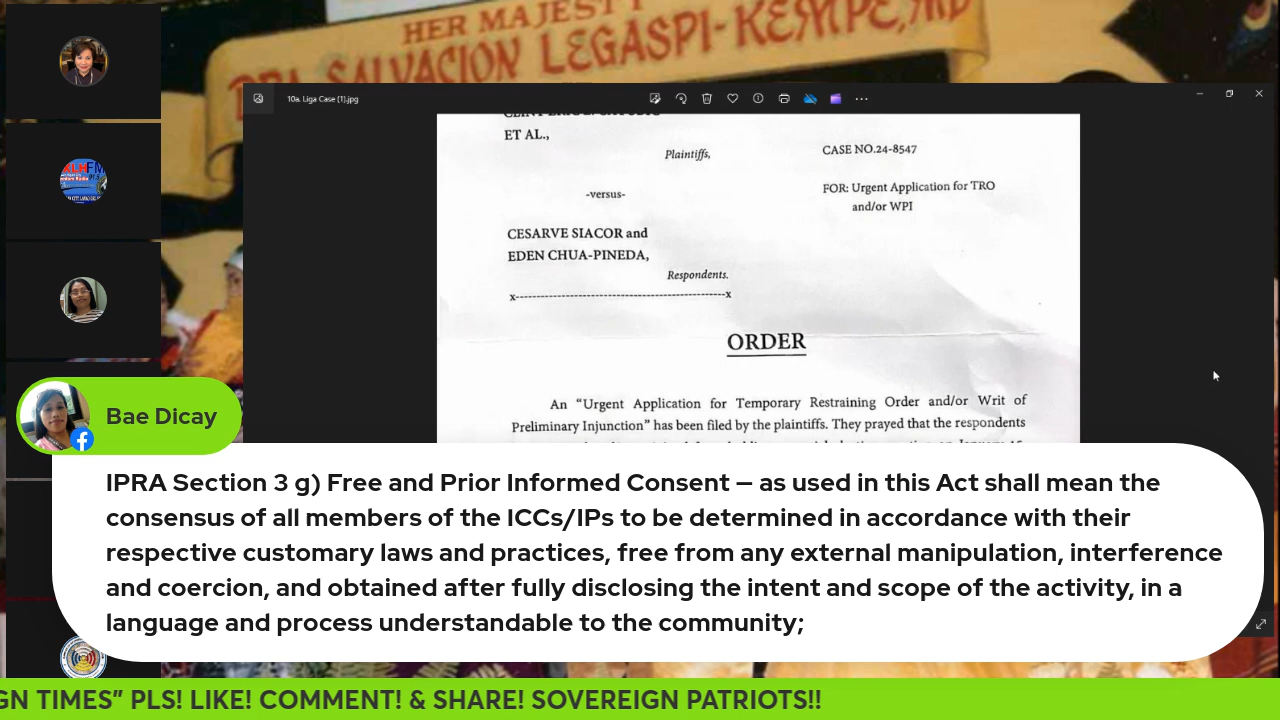 HER MAJESTY
DRA. SALVACION LEGASPI-KEMPE, MD
10a. Liga Case (1).jpg
ET AL.,
Plaintiffs,
CASE NO.24-8547
-versus-
FOR: Urgent Application for TRO
and/or WPI
CESARVE SIACOR and
EDEN CHUA-PINEDA,
Respondents.
x-----------------------------------------------x
ORDER
An “Urgent Application for Temporary Restraining Order and/or Writ of
Preliminary Injunction” has been filed by the plaintiffs. They prayed that the respondents
Bae Dicay
IPRA Section 3 g) Free and Prior Informed Consent — as used in this Act shall mean the
consensus of all members of the ICCs/IPs to be determined in accordance with their
respective customary laws and practices, free from any external manipulation, interference
and coercion, and obtained after fully disclosing the intent and scope of the activity, in a
language and process understandable to the community;
GN TIMES” PLS! LIKE! COMMENT! & SHARE! SOVEREIGN PATRIOTS!!